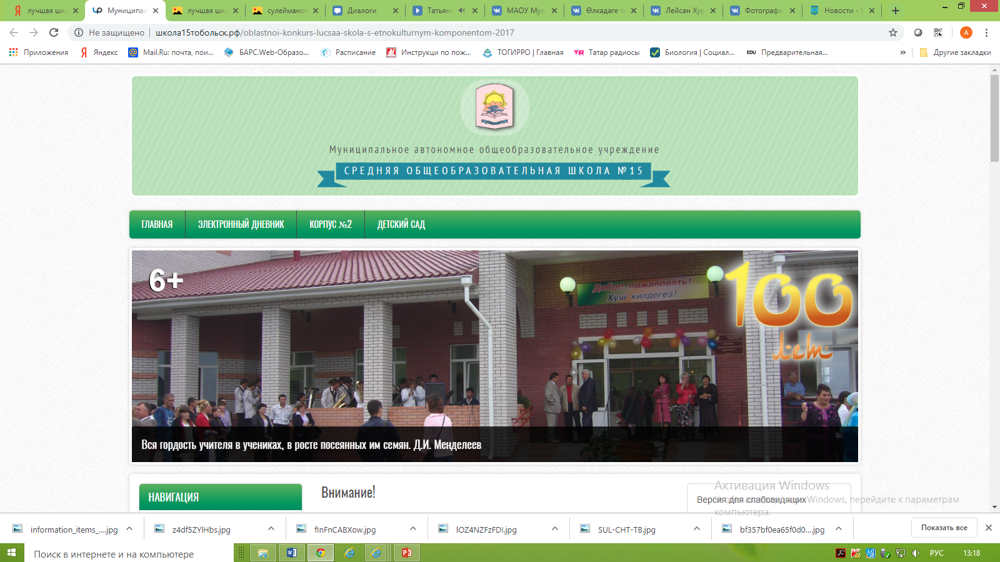 лучшая шко
Муниципал
лучшая шко
сулейманов
Диалоги
Татьяна
МАОУ Мул
Өлкәдәге т
Лейсан Хур
Фотографи
Новости -
Не защищено
школа15тобольск.рф/oblastnoi-konkurs-lucsaa-skola-s-etnokulturnym-komponentom-2017
A
Приложения
Яндекс
Mail.Ru: почта, пои...
БАРС.Web-Образо...
Расписание
Инструкци по пож...
ТОГИРРО | Главная
Татар радиосы
Биология | Социал...
EDU Предварительная...
» Другие закладки
Муниципальное автономное общеобразовательное учреждение
СРЕДНЯЯ ОБЩЕОБРАЗОВАТЕЛЬНАЯ ШКОЛА №15
ГЛАВНАЯ
ЭЛЕКТРОННЫЙ ДНЕВНИК
КОРПУС №2
ДЕТСКИЙ САД
6+
Добро пожаловать!
Хуш килдегез!
100
лет
Вся гордость учителя в учениках, в росте посеянных им семян. Д.И. Менделеев
НАВИГАЦИЯ
Внимание!
Версия для слабовидящих
Активация Windows
Windows, перейдите к параметрам
компьютера.
information_items_....jpg
z4df5ZYlHbs.jpg
fInFnCABXow.jpg
lOZ4NZFzFDI.jpg
SUL-CHT-TB.jpg
bf357bf0ea65f0d0....jpg
Показать все
Поиск в интернете и на компьютере
РУС
13:18